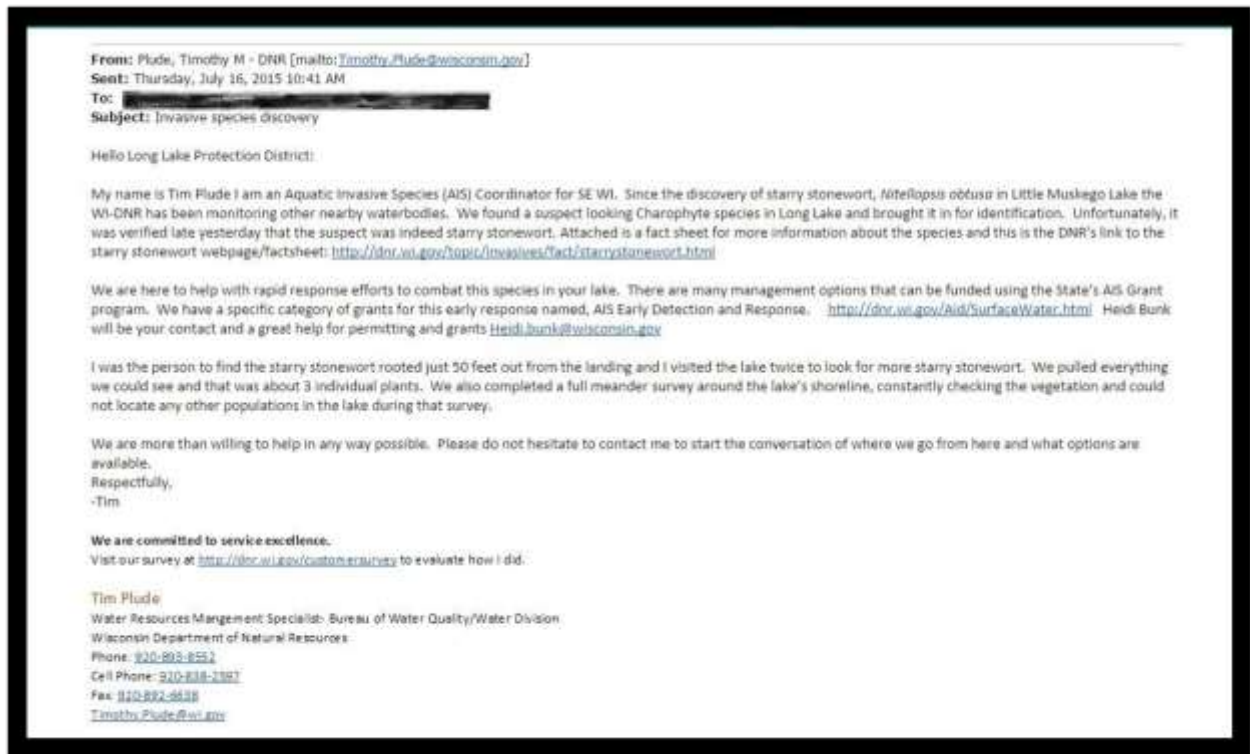 From: Plude, Timothy M - DNR [mailto:Timothy.Plude@wisconsin.gov]
Sent: Thursday, July 16, 2015 10:41 AM
To:
Subject: Invasive species discovery
Hello Long Lake Protection District:
My name is Tim Plude I am an Aquatic Invasive Species (AIS) Coordinator for SE WI. Since the discovery of starry stonewort, Nitellopsis obtusa in Little Muskego Lake the
WI-DNR has been monitoring other nearby waterbodies. We found a suspect looking Charophyte species in Long Lake and brought it in for identification. Unfortunately, it
was verified late yesterday that the suspect was indeed starry stonewort. Attached is a fact sheet for more information about the species and this is the DNR's link to the
starry stonewort webpage/factsheet: http://dnr.wi.gov/topic/invasives/fact/starrystonewort.html
We are here to help with rapid response efforts to combat this species in your lake. There are many management options that can be funded using the State's AIS Grant
program. We have a specific category of grants for this early response named, AIS Early Detection and Response. http://dnr.wi.gov/Aid/SurfaceWater.html Heidi Bunk
will be your contact and a great help for permitting and grants Heidi.bunk@wisconsin.gov
I was the person to find the starry stonewort rooted just 50 feet out from the landing and I visited the lake twice to look for more starry stonewort. We pulled everything
we could see and that was about 3 individual plants. We also completed a full meander survey around the lake's shoreline, constantly checking the vegetation and could
not locate any other populations in the lake during that survey.
We are more than willing to help in any way possible. Please do not hesitate to contact me to start the conversation of where we go from here and what options are
available.
Respectfully,
-Tim
We are committed to service excellence.
Visit our survey at http://dnr.wi.gov/customersurvey to evaluate how I did.
Tim Plude
Water Resources Mangement Specialist- Bureau of Water Quality/Water Division
Wisconsin Department of Natural Resources
Phone:
Cell Phone:
Fax:
Timothy.Plude@wi.gov